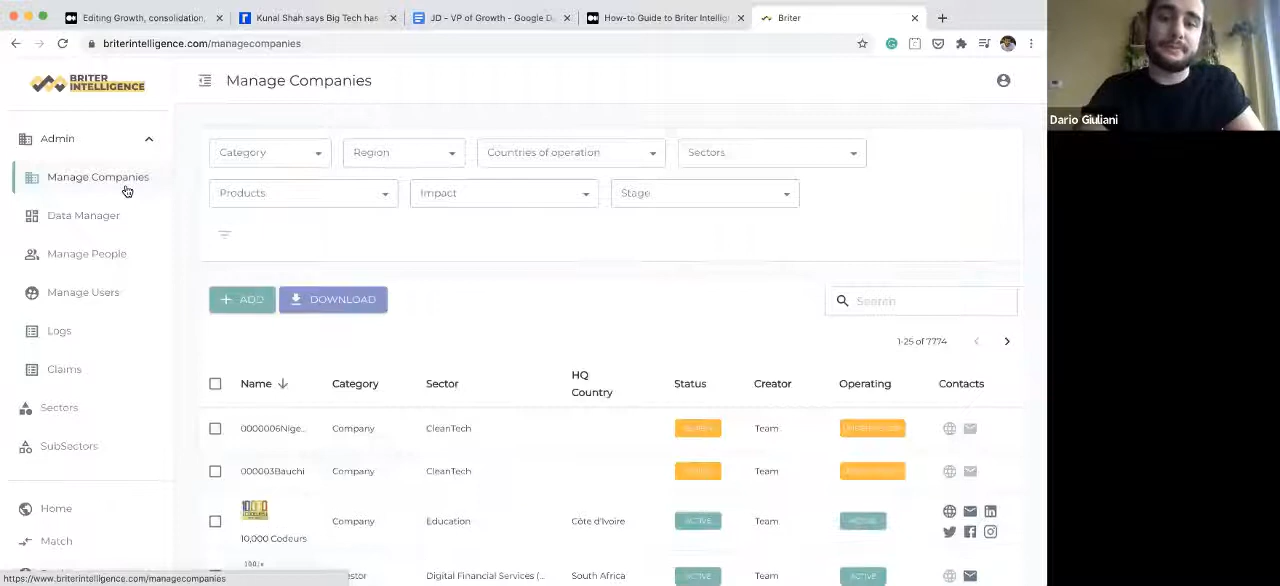 Editing Growth, consolidation,
Kunal Shah says Big Tech has
JD - VP of Growth - Google D
How-to Guide to Briter Intellig
Briter
briterintelligence.com/managecompanies
BRITER
INTELLIGENCE
Manage Companies
Dario Giuliani
Admin
Manage Companies
Data Manager
Manage People
Manage Users
Logs
Claims
Sectors
SubSectors
Home
Match
Category
Region
Countries of operation
Sectors
Products
Impact
Stage
ADD
DOWNLOAD
Search
1-25 of 7774
Name
Category
Sector
HQ
Country
Status
Creator
Operating
Contacts
0000006Nige...
Company
CleanTech
Team
000003Bauchi
Company
CleanTech
Team
10,000 Codeurs
Company
Education
Côte d'Ivoire
ACTIVE
Team
ACTIVE
Digital Financial Services (...
South Africa
ACTIVE
Team
ACTIVE
https://www.briterintelligence.com/managecompanies